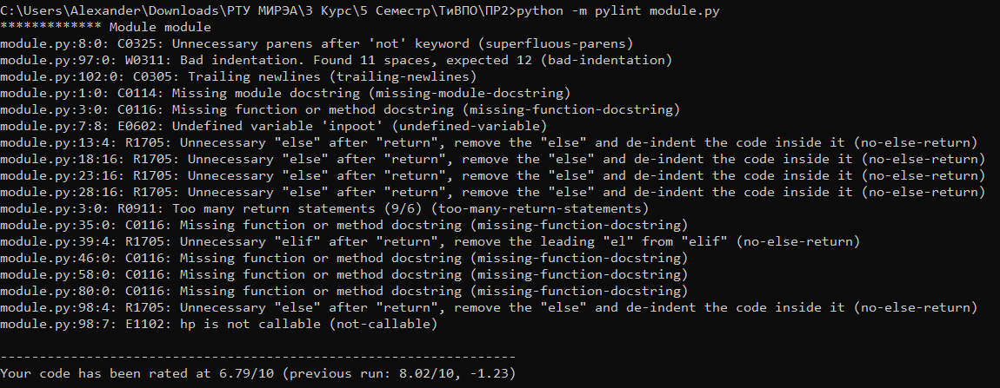 C:\Users\Alexander\Downloads\РТУ МИРЭА\3 Курс\5 Семестр\ТиВПО\ПР2>python -m pylint module.py
************* Module module
module.py:8:0: C0325: Unnecessary parens after 'not' keyword (superfluous-parens)
module.py:97:0: W0311: Bad indentation. Found 11 spaces, expected 12 (bad-indentation)
module.py:102:0: C0305: Trailing newlines (trailing-newlines)
module.py:1:0: C0114: Missing module docstring (missing-module-docstring)
module.py:3:0: C0116: Missing function or method docstring (missing-function-docstring)
module.py:7:8: E0602: Undefined variable 'inpoot' (undefined-variable)
module.py:13:4: R1705: Unnecessary "else" after "return", remove the "else" and de-indent the code inside it (no-else-return)
module.py:18:16: R1705: Unnecessary "else" after "return", remove the "else" and de-indent the code inside it (no-else-return)
module.py:23:16: R1705: Unnecessary "else" after "return", remove the "else" and de-indent the code inside it (no-else-return)
module.py:28:16: R1705: Unnecessary "else" after "return", remove the "else" and de-indent the code inside it (no-else-return)
module.py:3:0: R0911: Too many return statements (9/6) (too-many-return-statements)
module.py:35:0: C0116: Missing function or method docstring (missing-function-docstring)
module.py:39:4: R1705: Unnecessary "elif" after "return", remove the leading "el" from "elif" (no-else-return)
module.py:46:0: C0116: Missing function or method docstring (missing-function-docstring)
module.py:58:0: C0116: Missing function or method docstring (missing-function-docstring)
module.py:80:0: C0116: Missing function or method docstring (missing-function-docstring)
module.py:98:4: R1705: Unnecessary "else" after "return", remove the "else" and de-indent the code inside it (no-else-return)
module.py:98:7: E1102: hp is not callable (not-callable)
------------------------------------------------------------------
Your code has been rated at 6.79/10 (previous run: 8.02/10, -1.23)